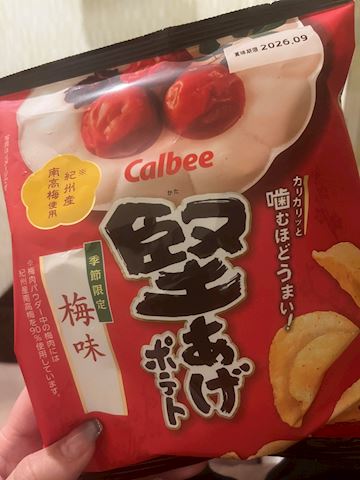 賞味期限 2026.09
Calbee
※
紀州産
南高梅使用
かた
堅あげ
ポテト
カリカリッと
噛むほどうまい!
季節限定
梅味
※梅肉パウダー中の梅肉には
紀州産南高梅を90%使用しています。